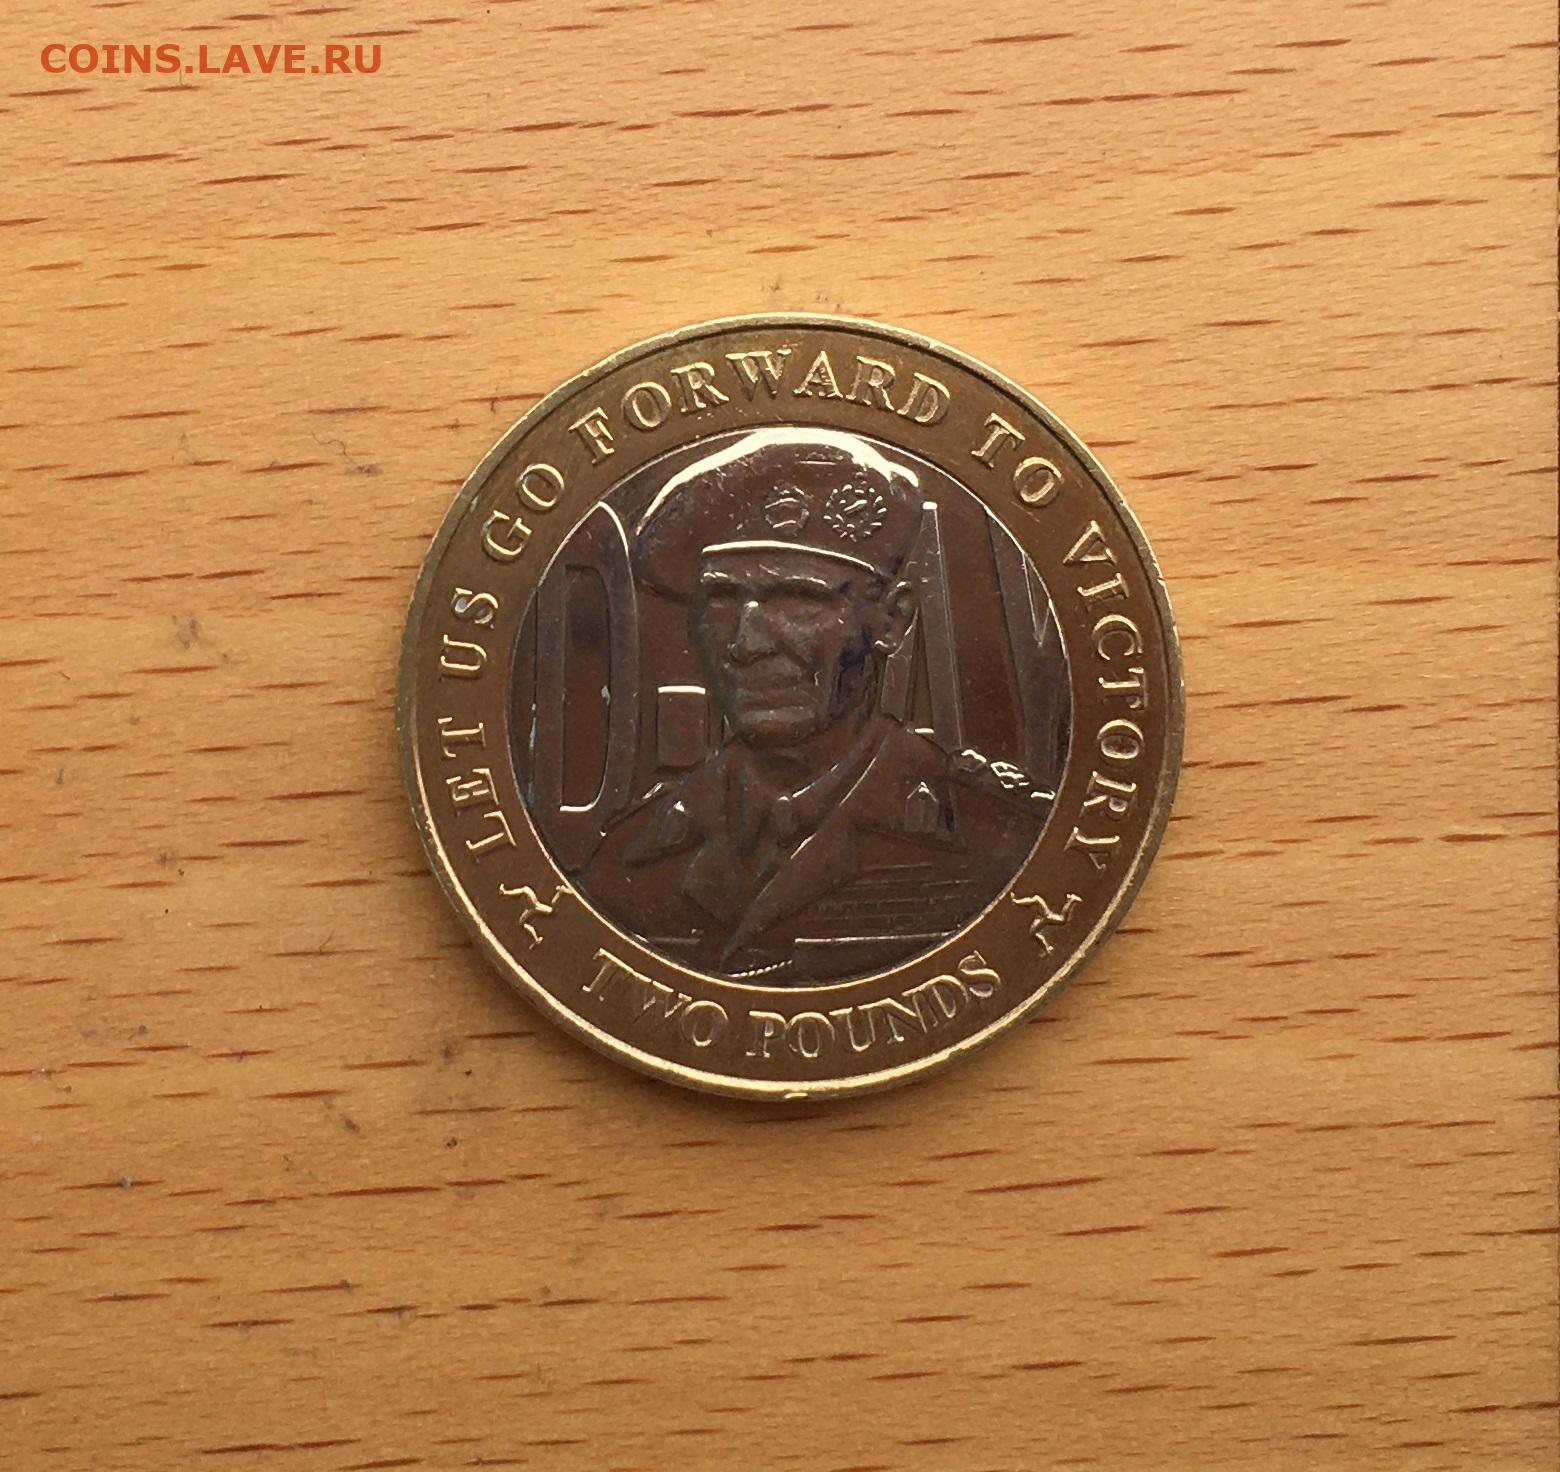 COINS.LAVE.RU
LET US GO FORWARD TO VICTORY
D-DAY
TWO POUNDS